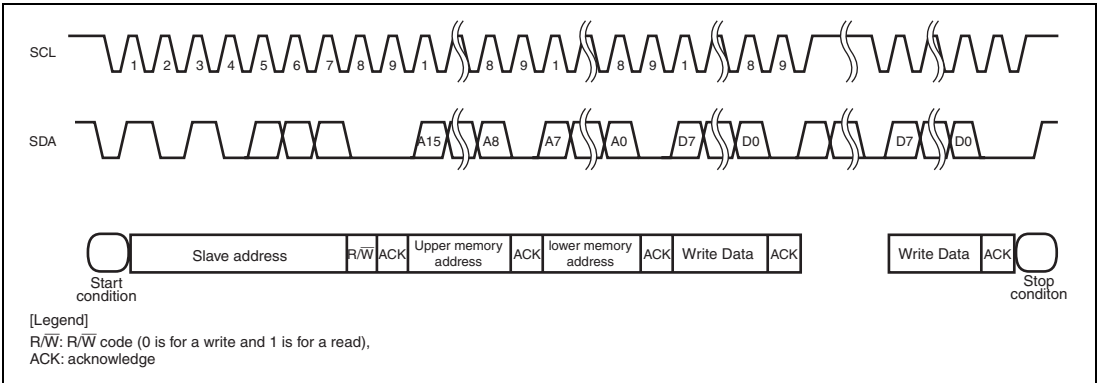 SCL
1 2 3 4 5 6 7 8 9 1 8 9 1 8 9 1 8 9
SDA
A15 A8 A7 A0 D7 D0 D7 D0
Slave address R/W̅ ACK Upper memory address ACK lower memory address ACK Write Data ACK Write Data ACK
Start condition
Stop conditon
[Legend]
R/W̅: R/W̅ code (0 is for a write and 1 is for a read),
ACK: acknowledge